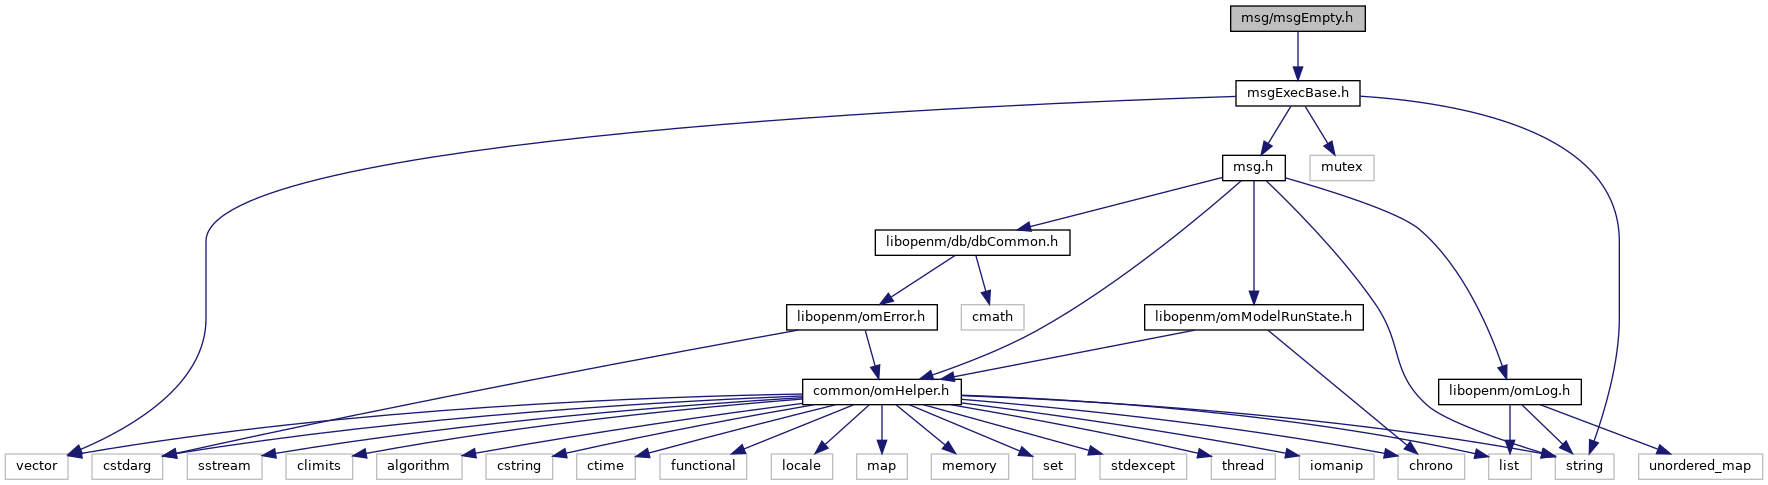 msg/msgEmpty.h
msgExecBase.h
msg.h
mutex
libopenm/db/dbCommon.h
libopenm/omError.h
cmath
libopenm/omModelRunState.h
common/omHelper.h
libopenm/omLog.h
vector
cstdarg
sstream
climits
algorithm
cstring
ctime
functional
locale
map
memory
set
stdexcept
thread
iomanip
chrono
list
string
unordered_map